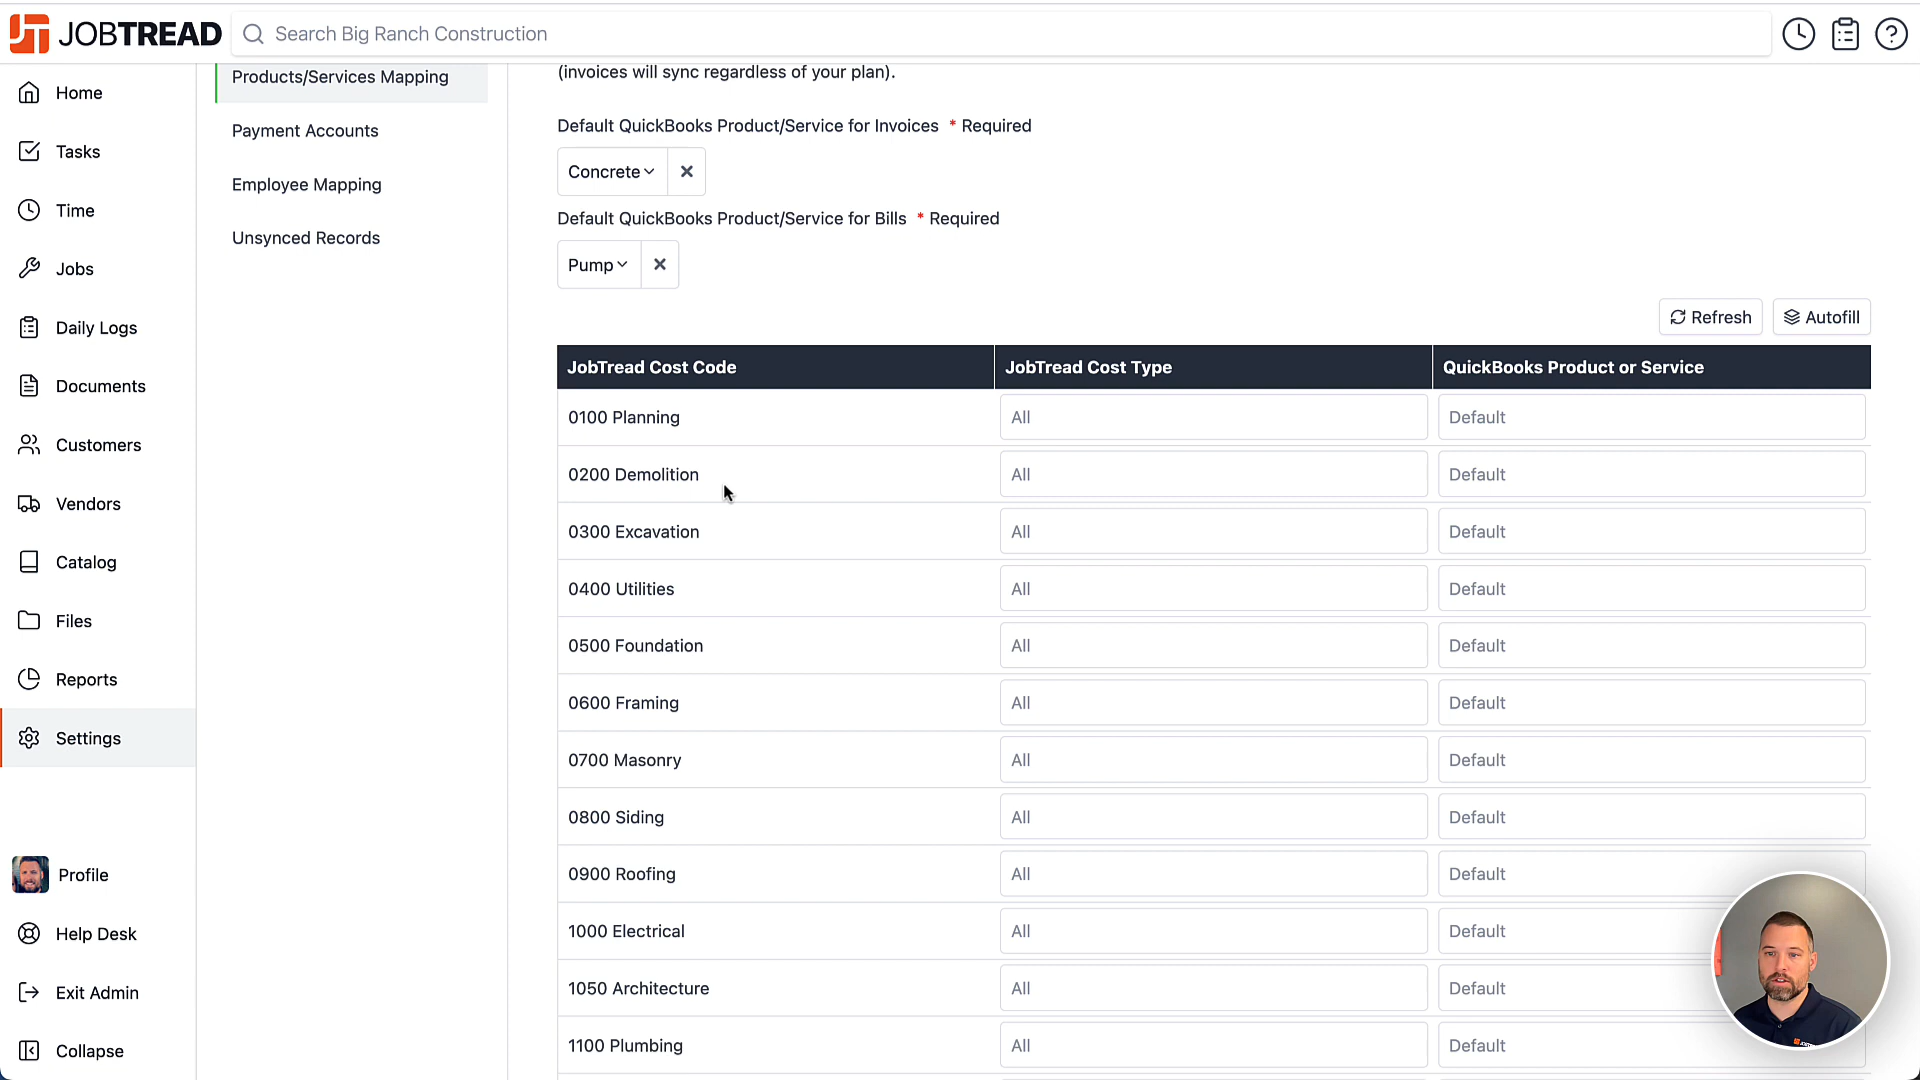 JOBTREAD
Search Big Ranch Construction
Home
Tasks
Time
Jobs
Daily Logs
Documents
Customers
Vendors
Catalog
Files
Reports
Settings
Profile
Help Desk
Exit Admin
Collapse
Products/Services Mapping
Payment Accounts
Employee Mapping
Unsynced Records
(invoices will sync regardless of your plan).
Default QuickBooks Product/Service for Invoices * Required
Concrete
Default QuickBooks Product/Service for Bills * Required
Pump
Refresh Autofill
JobTread Cost Code JobTread Cost Type QuickBooks Product or Service
0100 Planning All Default
0200 Demolition All Default
0300 Excavation All Default
0400 Utilities All Default
0500 Foundation All Default
0600 Framing All Default
0700 Masonry All Default
0800 Siding All Default
0900 Roofing All Default
1000 Electrical All Default
1050 Architecture All Default
1100 Plumbing All Default